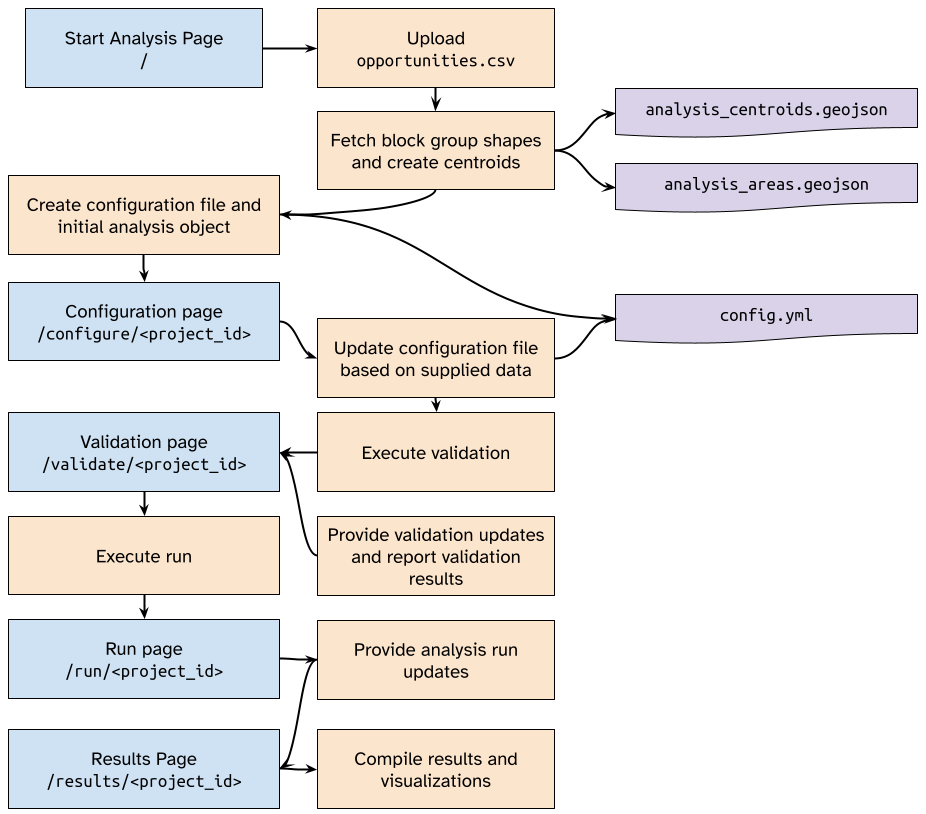 Start Analysis Page
/
Upload
opportunities.csv
Fetch block group shapes
and create centroids
analysis_centroids.geojson
analysis_areas.geojson
Create configuration file and
initial analysis object
Configuration page
/configure/<project_id>
config.yml
Update configuration file
based on supplied data
Validation page
/validate/<project_id>
Execute validation
Execute run
Provide validation updates
and report validation
results
Run page
/run/<project_id>
Provide analysis run
updates
Results Page
/results/<project_id>
Compile results and
visualizations